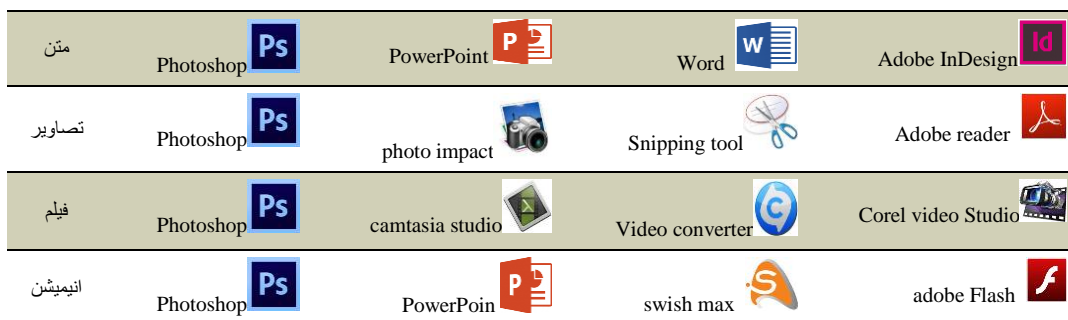 متن Photoshop PowerPoint Word Adobe InDesign
تصاویر Photoshop photo impact Snipping tool Adobe reader
فیلم Photoshop camtasia studio Video converter Corel video Studio
انیمیشن Photoshop PowerPoin swish max adobe Flash